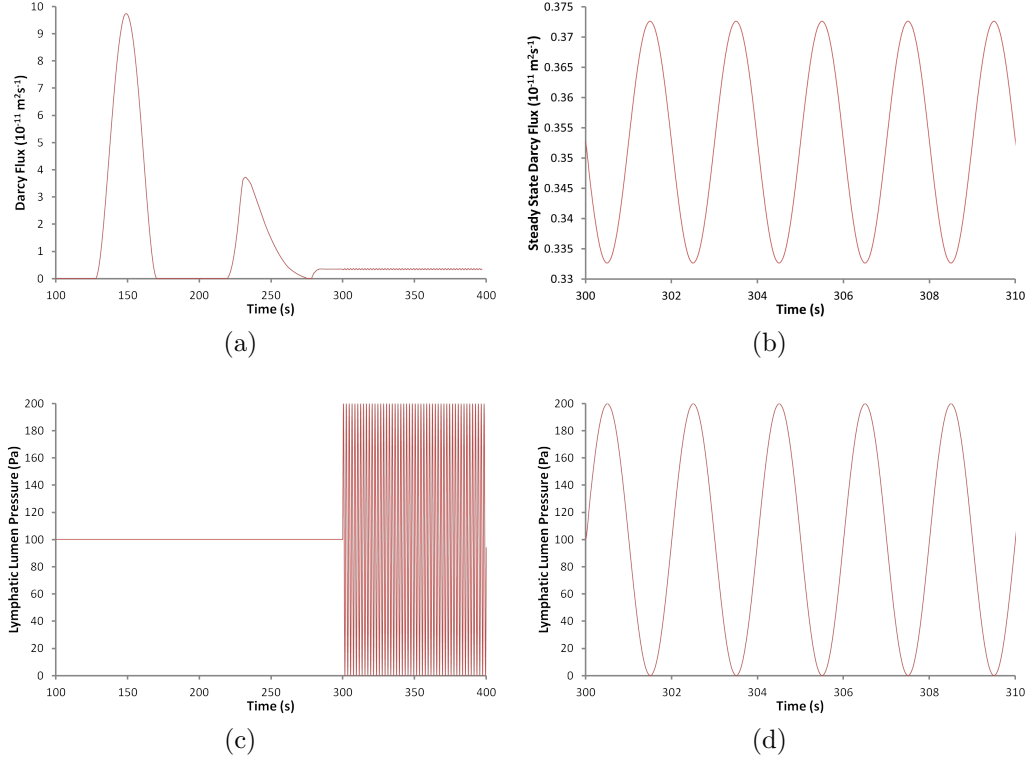 10
9
8
7
6
5
4
3
2
1
0
Darcy Flux (10⁻¹¹ m²s⁻¹)
100 150 200 250 300 350 400
Time (s)
(a)
0.375
0.37
0.365
0.36
0.355
0.35
0.345
0.34
0.335
0.33
Steady State Darcy Flux (10⁻¹¹ m²s⁻¹)
300 302 304 306 308 310
Time (s)
(b)
200
180
160
140
120
100
80
60
40
20
0
Lymphatic Lumen Pressure (Pa)
100 150 200 250 300 350 400
Time (s)
(c)
200
180
160
140
120
100
80
60
40
20
0
Lymphatic Lumen Pressure (Pa)
300 302 304 306 308 310
Time (s)
(d)